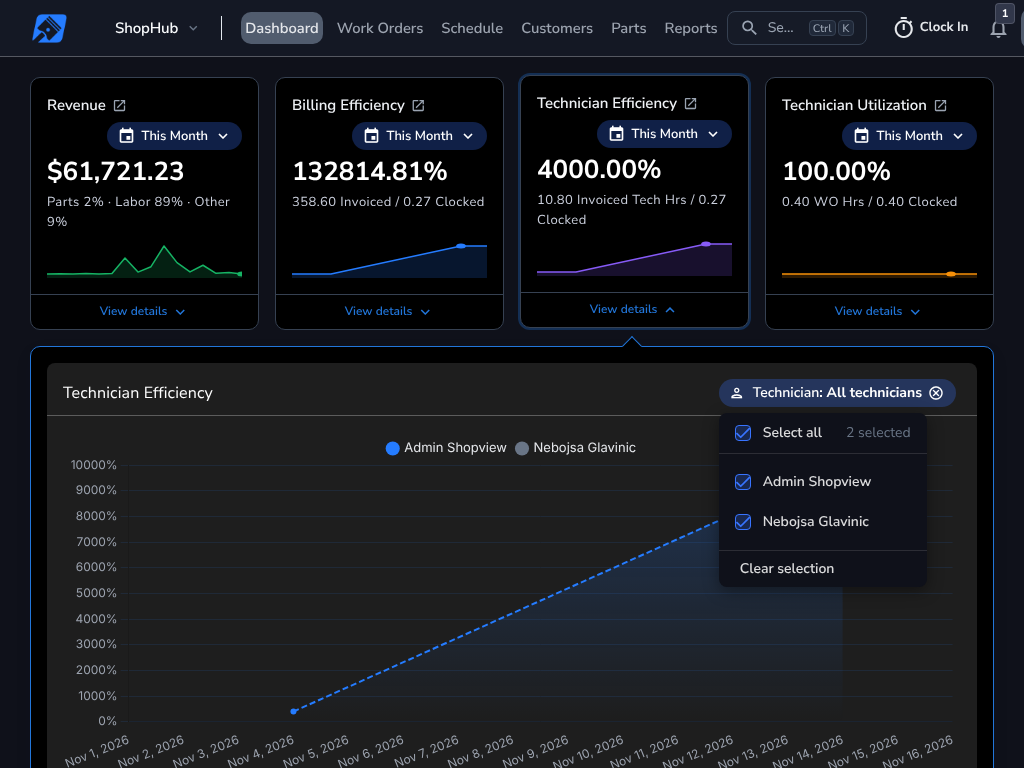 ShopHub
Dashboard
Work Orders
Schedule
Customers
Parts
Reports
Se...
Ctrl K
Clock In
1
Revenue
This Month
$61,721.23
Parts 2% · Labor 89% · Other
9%
View details
Billing Efficiency
This Month
132814.81%
358.60 Invoiced / 0.27 Clocked
View details
Technician Efficiency
This Month
4000.00%
10.80 Invoiced Tech Hrs / 0.27
Clocked
View details
Technician Utilization
This Month
100.00%
0.40 WO Hrs / 0.40 Clocked
View details
Technician Efficiency
Technician: All technicians
Select all
2 selected
Admin Shopview
Nebojsa Glavinic
Clear selection
Admin Shopview
Nebojsa Glavinic
10000%
9000%
8000%
7000%
6000%
5000%
4000%
3000%
2000%
1000%
0%
Nov 1, 2026
Nov 2, 2026
Nov 3, 2026
Nov 4, 2026
Nov 5, 2026
Nov 6, 2026
Nov 7, 2026
Nov 8, 2026
Nov 9, 2026
Nov 10, 2026
Nov 11, 2026
Nov 12, 2026
Nov 13, 2026
Nov 14, 2026
Nov 15, 2026
Nov 16, 2026